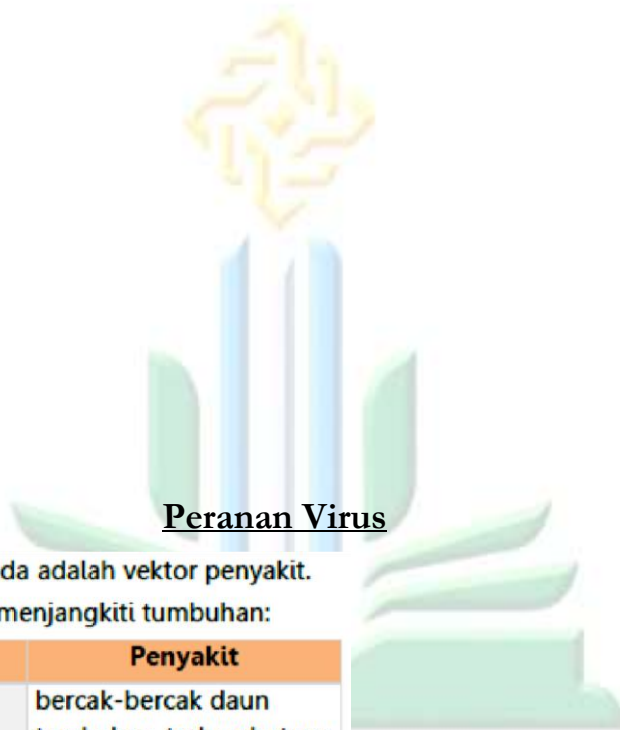 Peranan Virus
da adalah vektor penyakit.
menjangkiti tumbuhan:
Penyakit
bercak-bercak daun